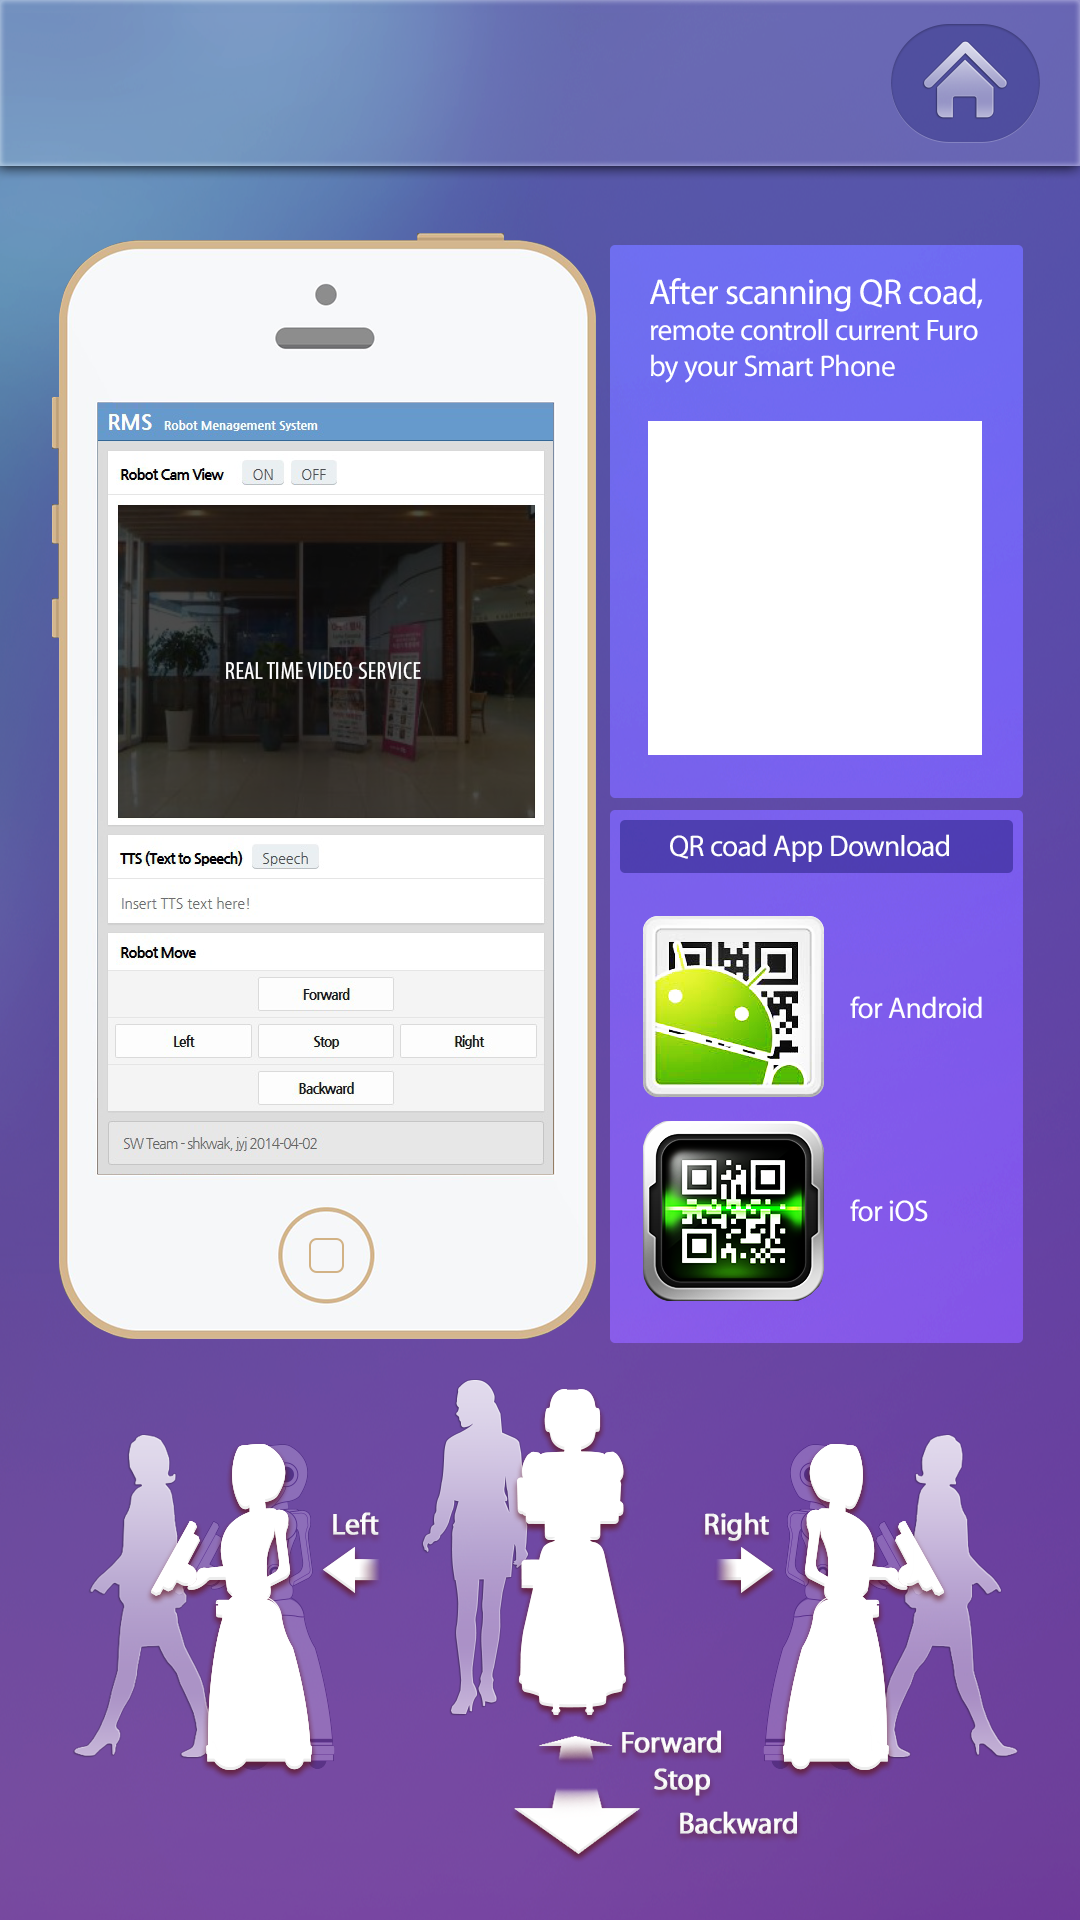 After scanning QR coad,
remote controll current Furo
by your Smart Phone
RMS Robot Menagement System
Robot Cam View ON OFF
REAL TIME VIDEO SERVICE
TTS (Text to Speech) Speech
Insert TTS text here!
Robot Move
Forward
Left Stop Right
Backward
SW Team - shkwak, jyj 2014-04-02
QR coad App Download
for Android
for iOS
Left
Right
Forward
Stop
Backward